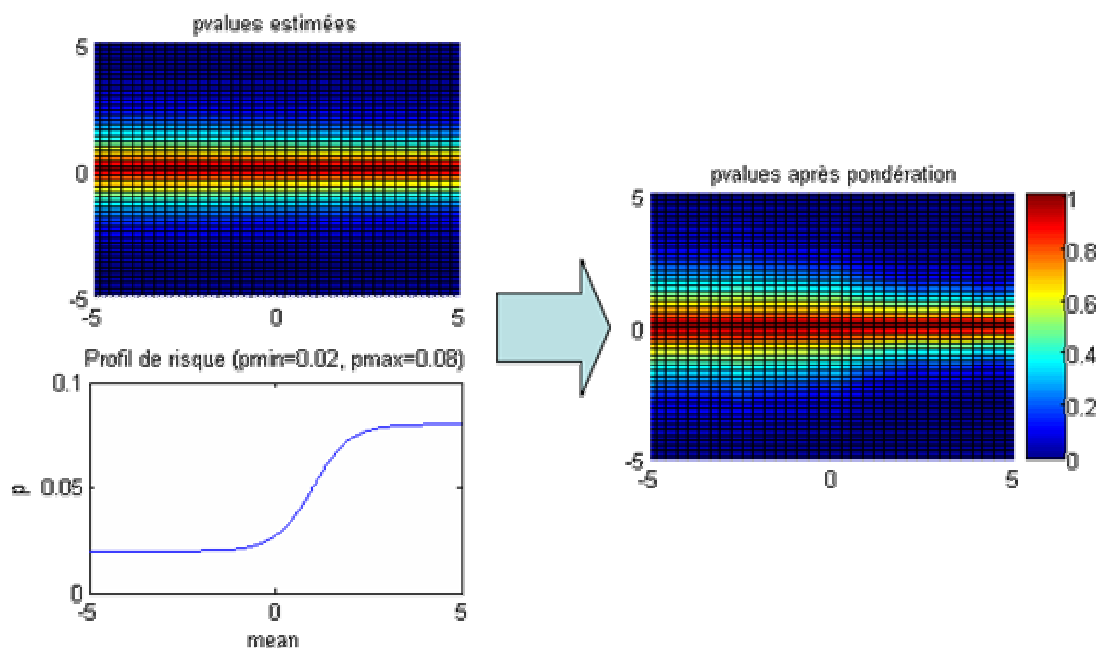 pvalues estimées
5
0
-5
-5 0 5
Profil de risque (pmin=0.02, pmax=0.08)
0.1
0.05
0
p
-5 0 5
mean
pvalues après pondération
5
0
-5
-5 0 5
1
0.8
0.6
0.4
0.2
0